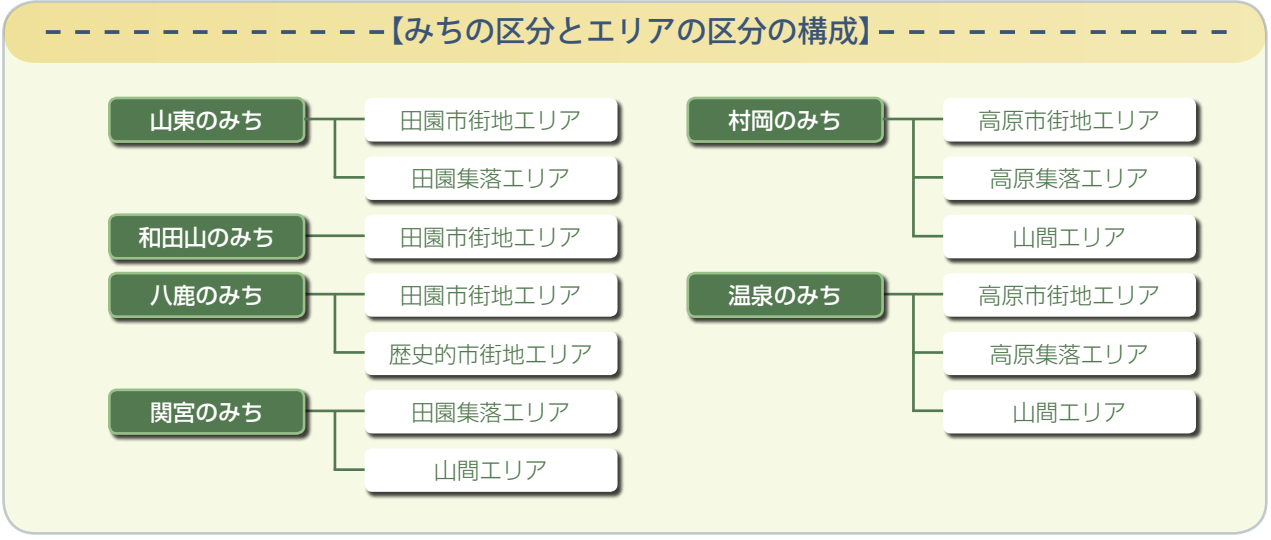 【みちの区分とエリアの区分の構成】
山東のみち
田園市街地エリア
田園集落エリア
和田山のみち
田園市街地エリア
八鹿のみち
田園市街地エリア
歴史的市街地エリア
関宮のみち
田園集落エリア
山間エリア
村岡のみち
高原市街地エリア
高原集落エリア
山間エリア
温泉のみち
高原市街地エリア
高原集落エリア
山間エリア